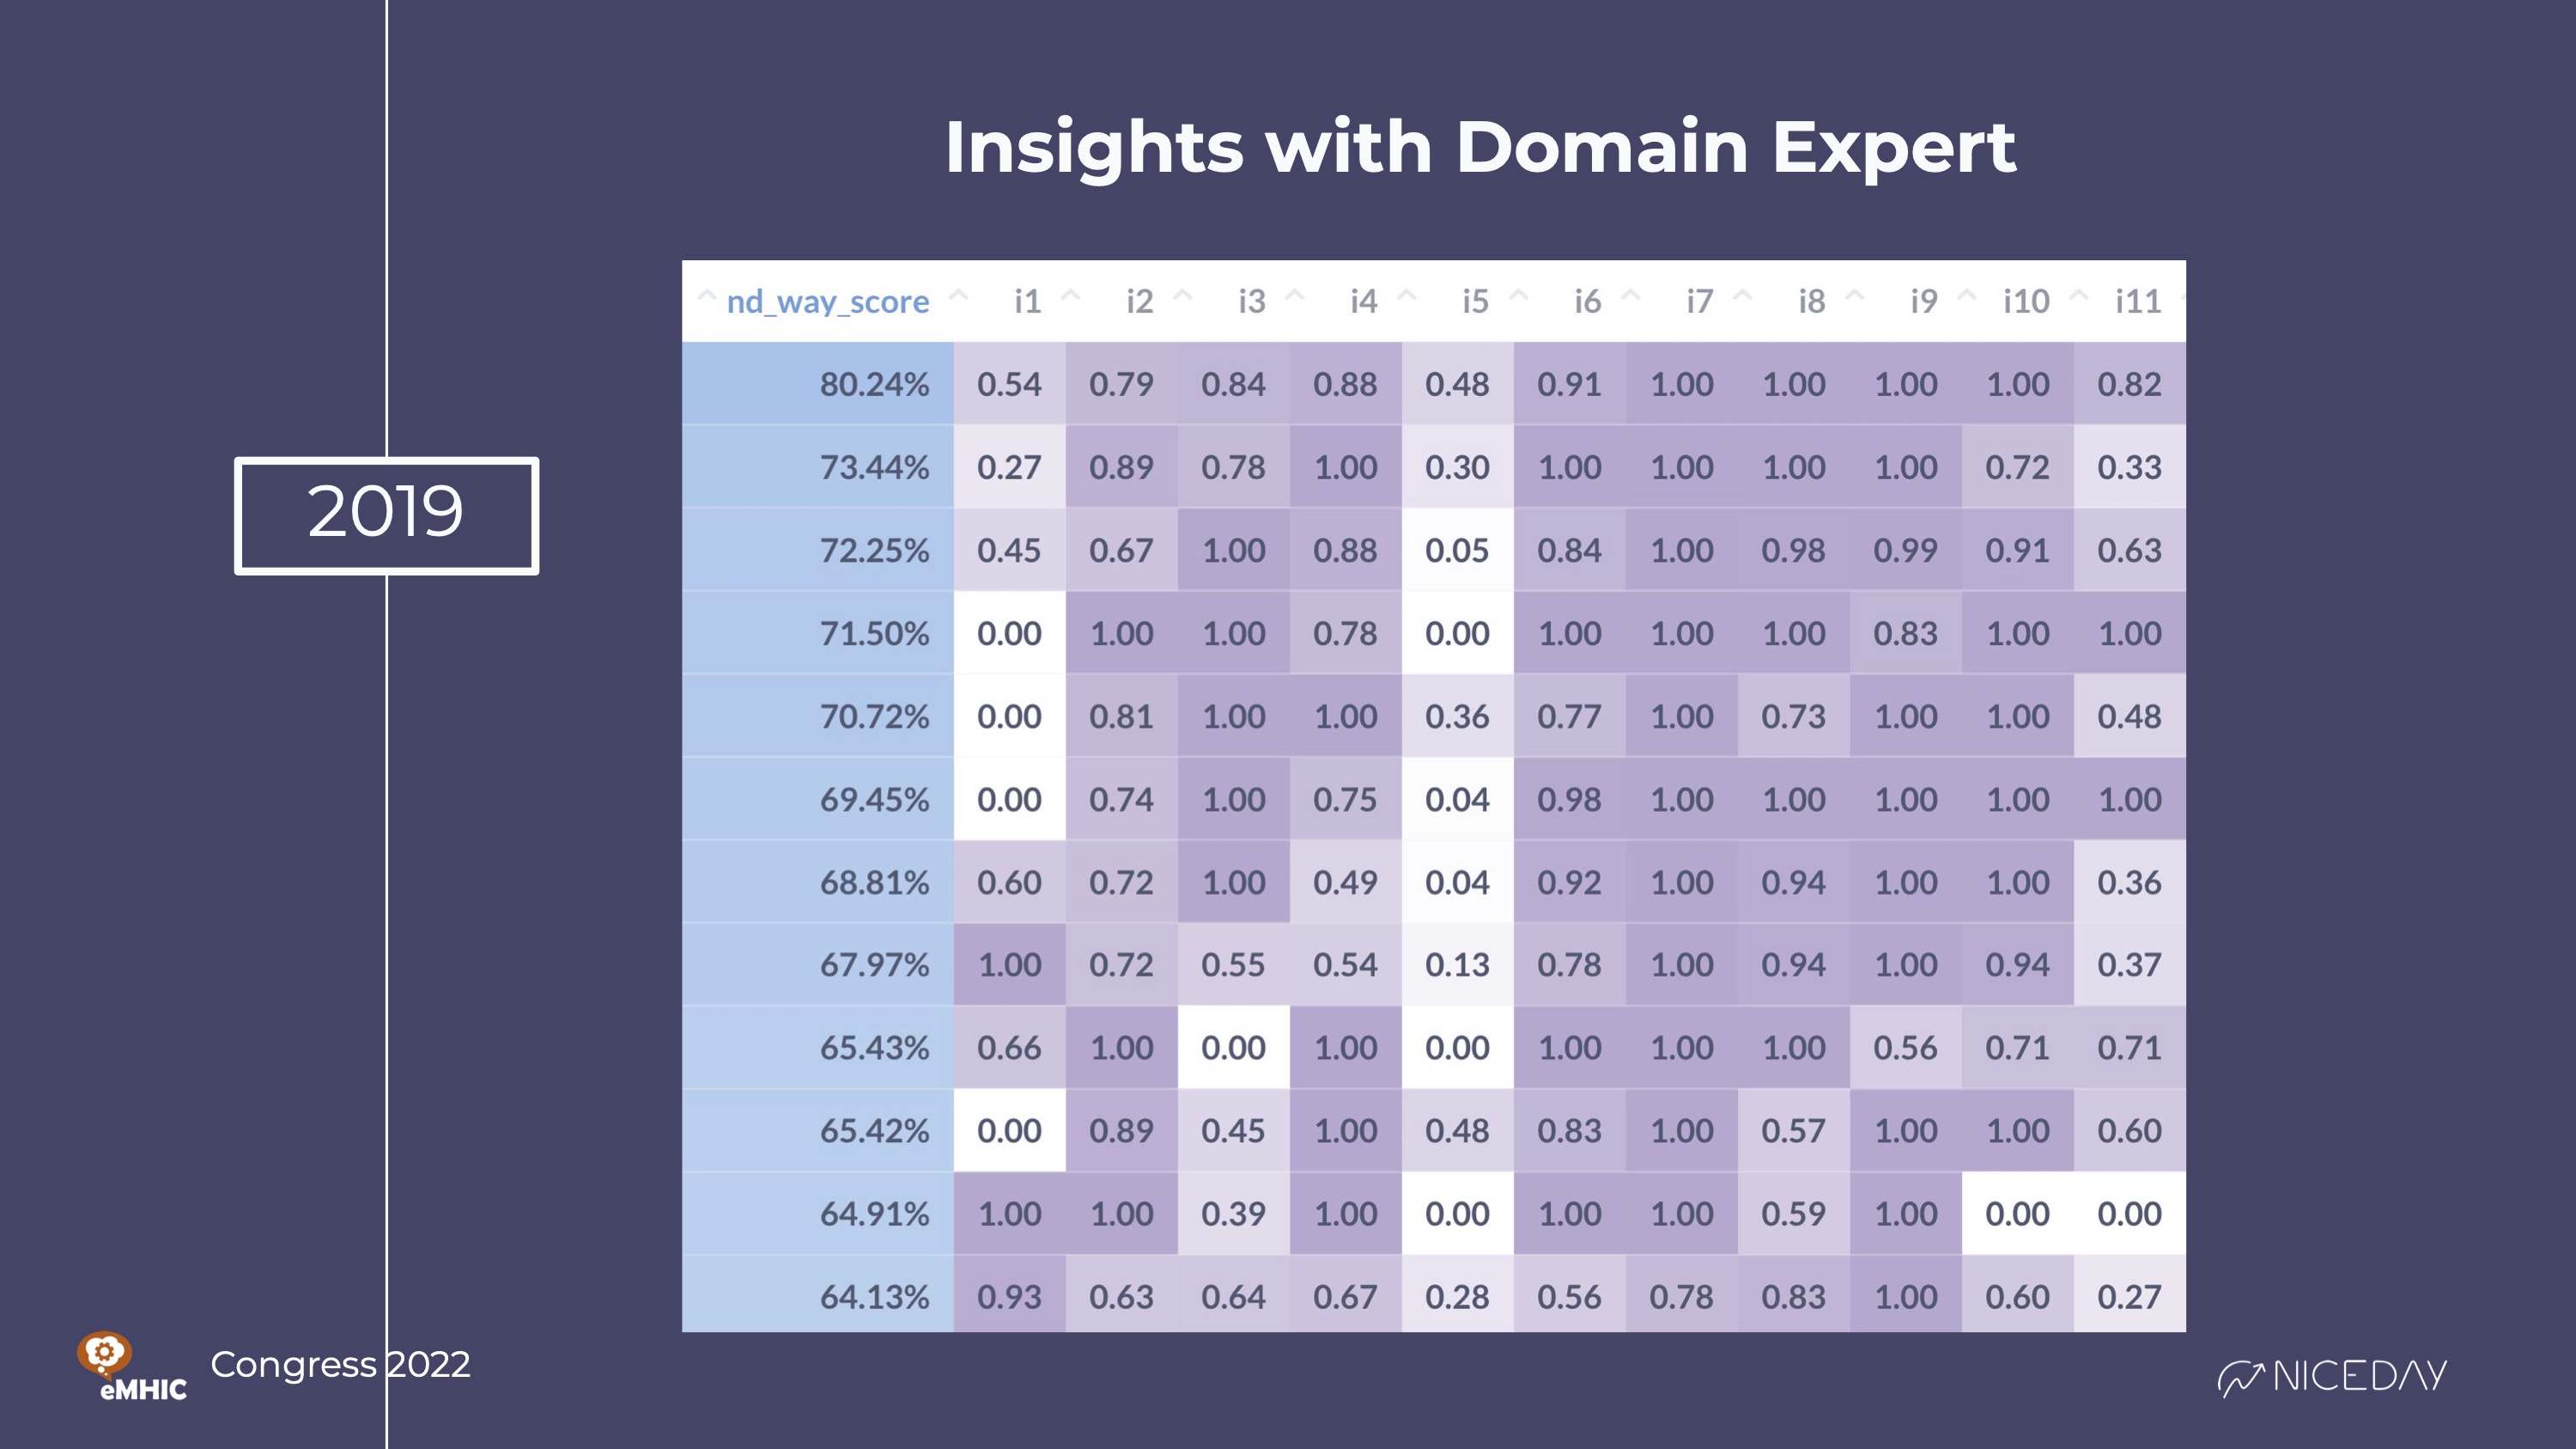 Insights with Domain Expert
nd_way_score i1 i2 i3 i4 i5 i6 i7 i8 i9 i10 i11
80.24% 0.54 0.79 0.84 0.88 0.48 0.91 1.00 1.00 1.00 1.00 0.82
73.44% 0.27 0.89 0.78 1.00 0.30 1.00 1.00 1.00 1.00 0.72 0.33
72.25% 0.45 0.67 1.00 0.88 0.05 0.84 1.00 0.98 0.99 0.91 0.63
71.50% 0.00 1.00 1.00 0.78 0.00 1.00 1.00 1.00 0.83 1.00 1.00
70.72% 0.00 0.81 1.00 1.00 0.36 0.77 1.00 0.73 1.00 1.00 0.48
69.45% 0.00 0.74 1.00 0.75 0.04 0.98 1.00 1.00 1.00 1.00 1.00
68.81% 0.60 0.72 1.00 0.49 0.04 0.92 1.00 0.94 1.00 1.00 0.36
67.97% 1.00 0.72 0.55 0.54 0.13 0.78 1.00 0.94 1.00 0.94 0.37
65.43% 0.66 1.00 0.00 1.00 0.00 1.00 1.00 1.00 0.56 0.71 0.71
65.42% 0.00 0.89 0.45 1.00 0.48 0.83 1.00 0.57 1.00 1.00 0.60
64.91% 1.00 1.00 0.39 1.00 0.00 1.00 1.00 0.59 1.00 0.00 0.00
64.13% 0.93 0.63 0.64 0.67 0.28 0.56 0.78 0.83 1.00 0.60 0.27
2019
eMHIC
Congress 2022
NICEDAY